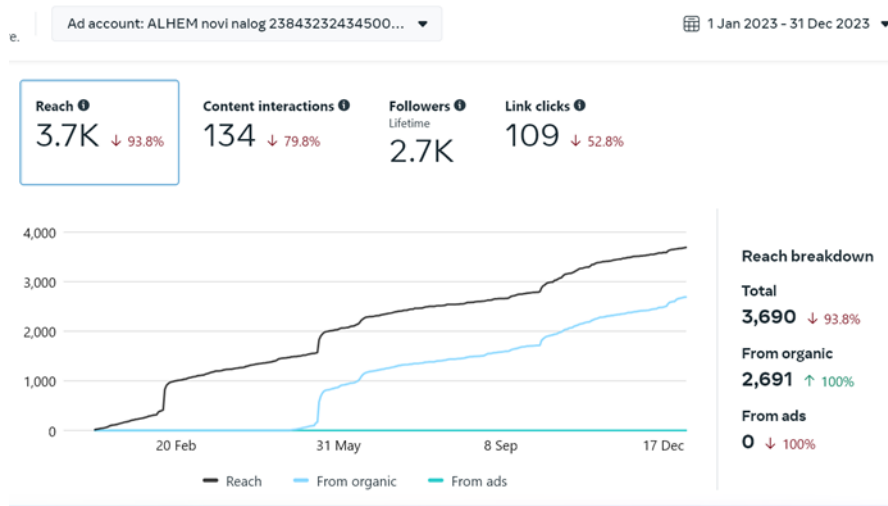 re.
Ad account: ALHEM novi nalog 23843232434500...
1 Jan 2023 - 31 Dec 2023
Reach
3.7K ↓ 93.8%
Content interactions
134 ↓ 79.8%
Followers
Lifetime
2.7K
Link clicks
109 ↓ 52.8%
4,000
3,000
2,000
1,000
0
20 Feb 31 May 8 Sep 17 Dec
Reach From organic From ads
Reach breakdown
Total
3,690 ↓ 93.8%
From organic
2,691 ↑ 100%
From ads
0 ↓ 100%